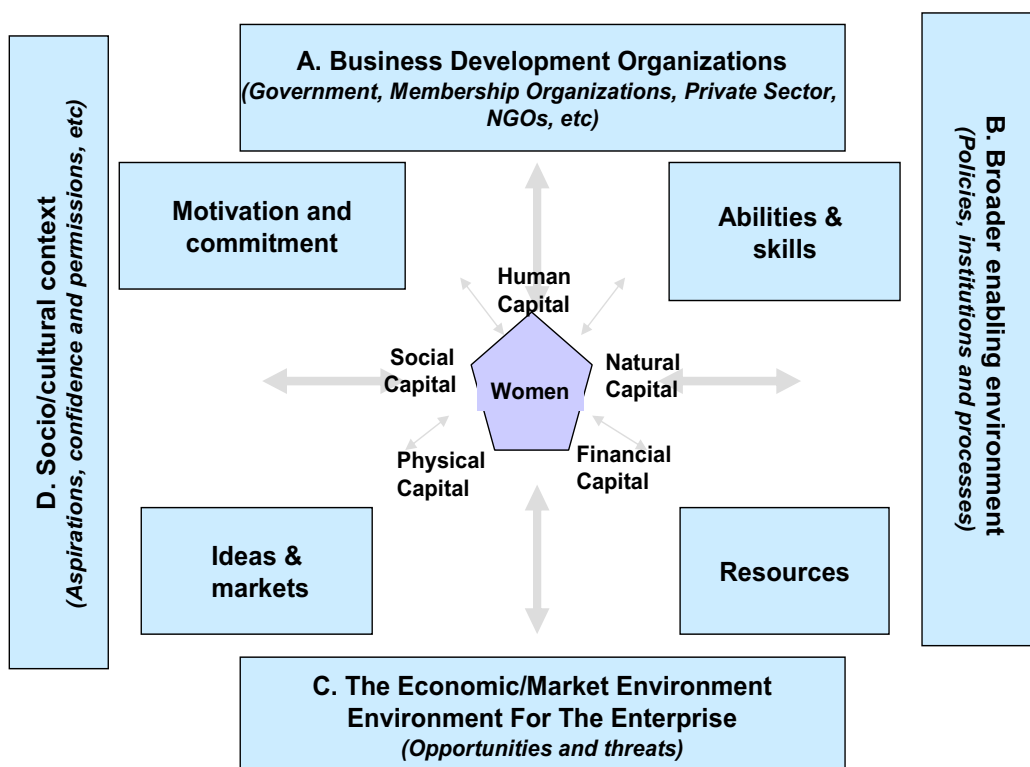 A. Business Development Organizations
(Government, Membership Organizations, Private Sector,
NGOs, etc)
D. Socio/cultural context
(Aspirations, confidence and permissions, etc)
B. Broader enabling environment
(Policies, institutions and processes)
Motivation and
commitment
Abilities &
skills
Human
Capital
Social
Capital
Women
Natural
Capital
Physical
Capital
Financial
Capital
Ideas &
markets
Resources
C. The Economic/Market Environment
Environment For The Enterprise
(Opportunities and threats)